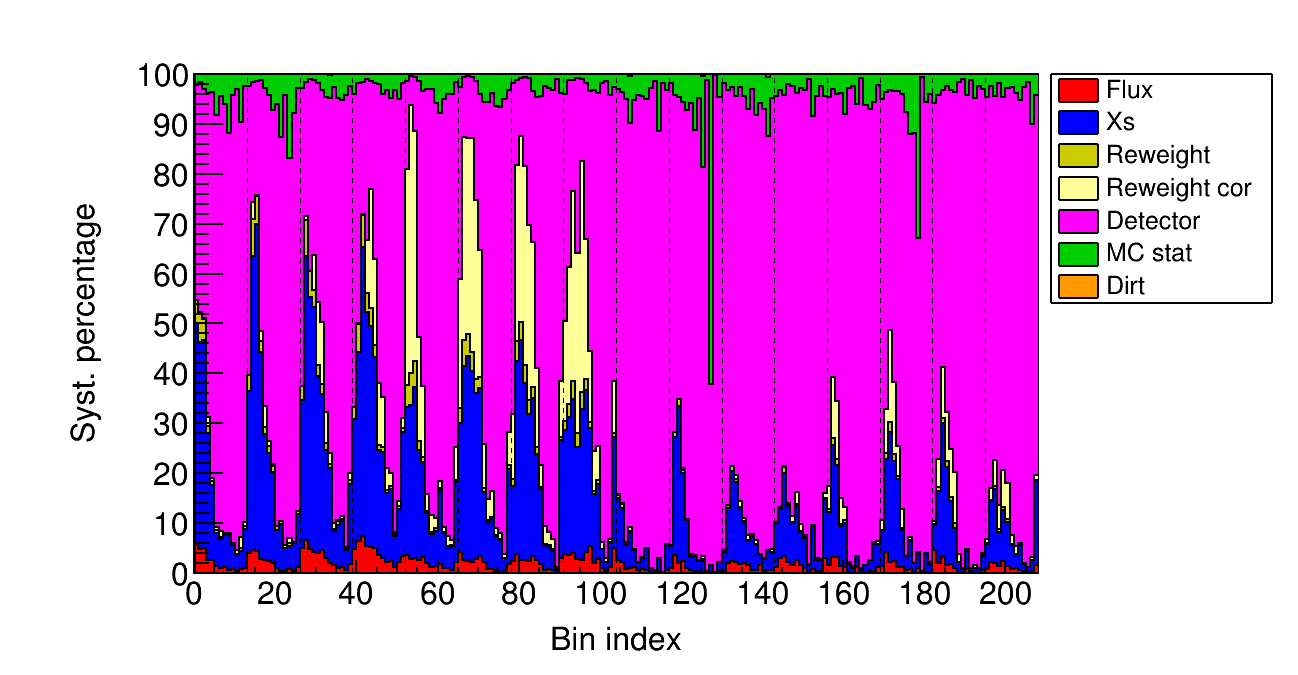 Syst. percentage
100
90
80
70
60
50
40
30
20
10
0
0 20 40 60 80 100 120 140 160 180 200
Bin index
Flux
Xs
Reweight
Reweight cor
Detector
MC stat
Dirt